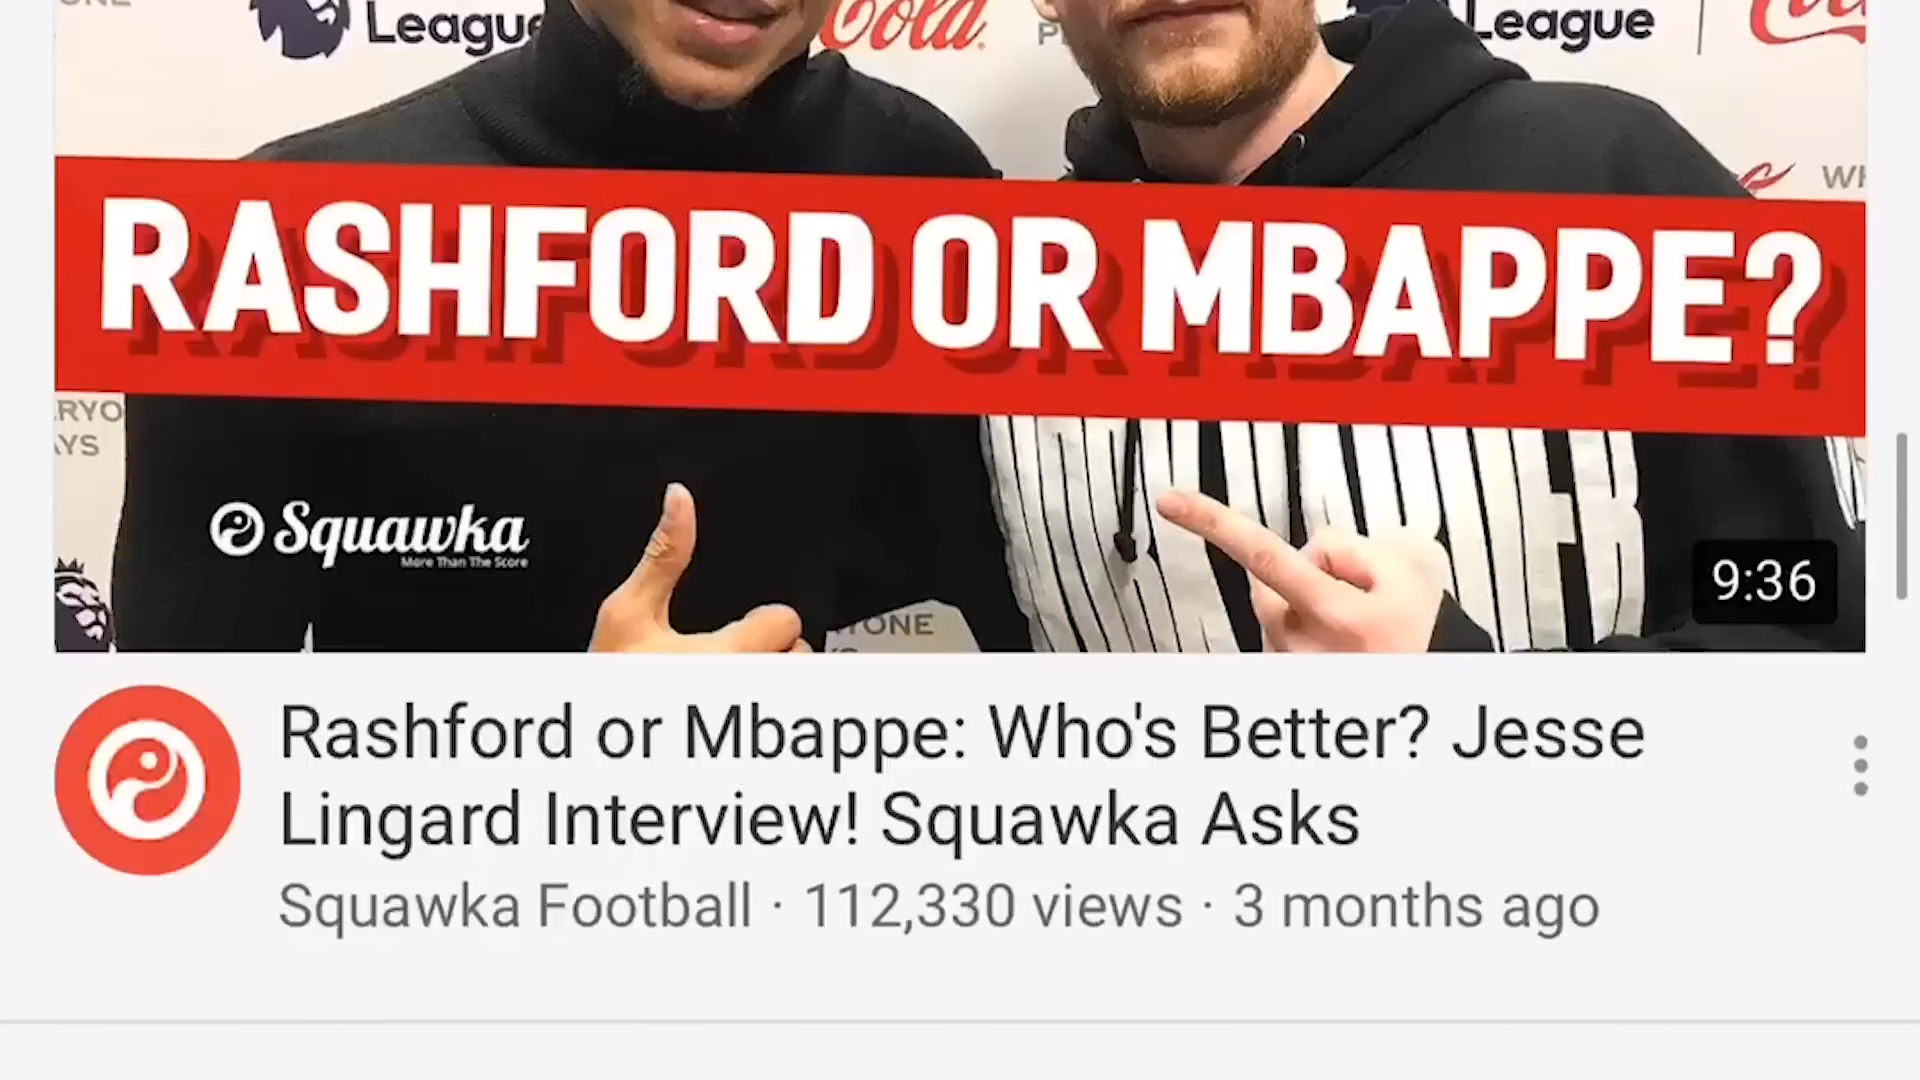 League
Cola
League
RASHFORD OR MBAPPE?
Squawka
More Than The Score
9:36
Rashford or Mbappe: Who's Better? Jesse
Lingard Interview! Squawka Asks
Squawka Football · 112,330 views · 3 months ago